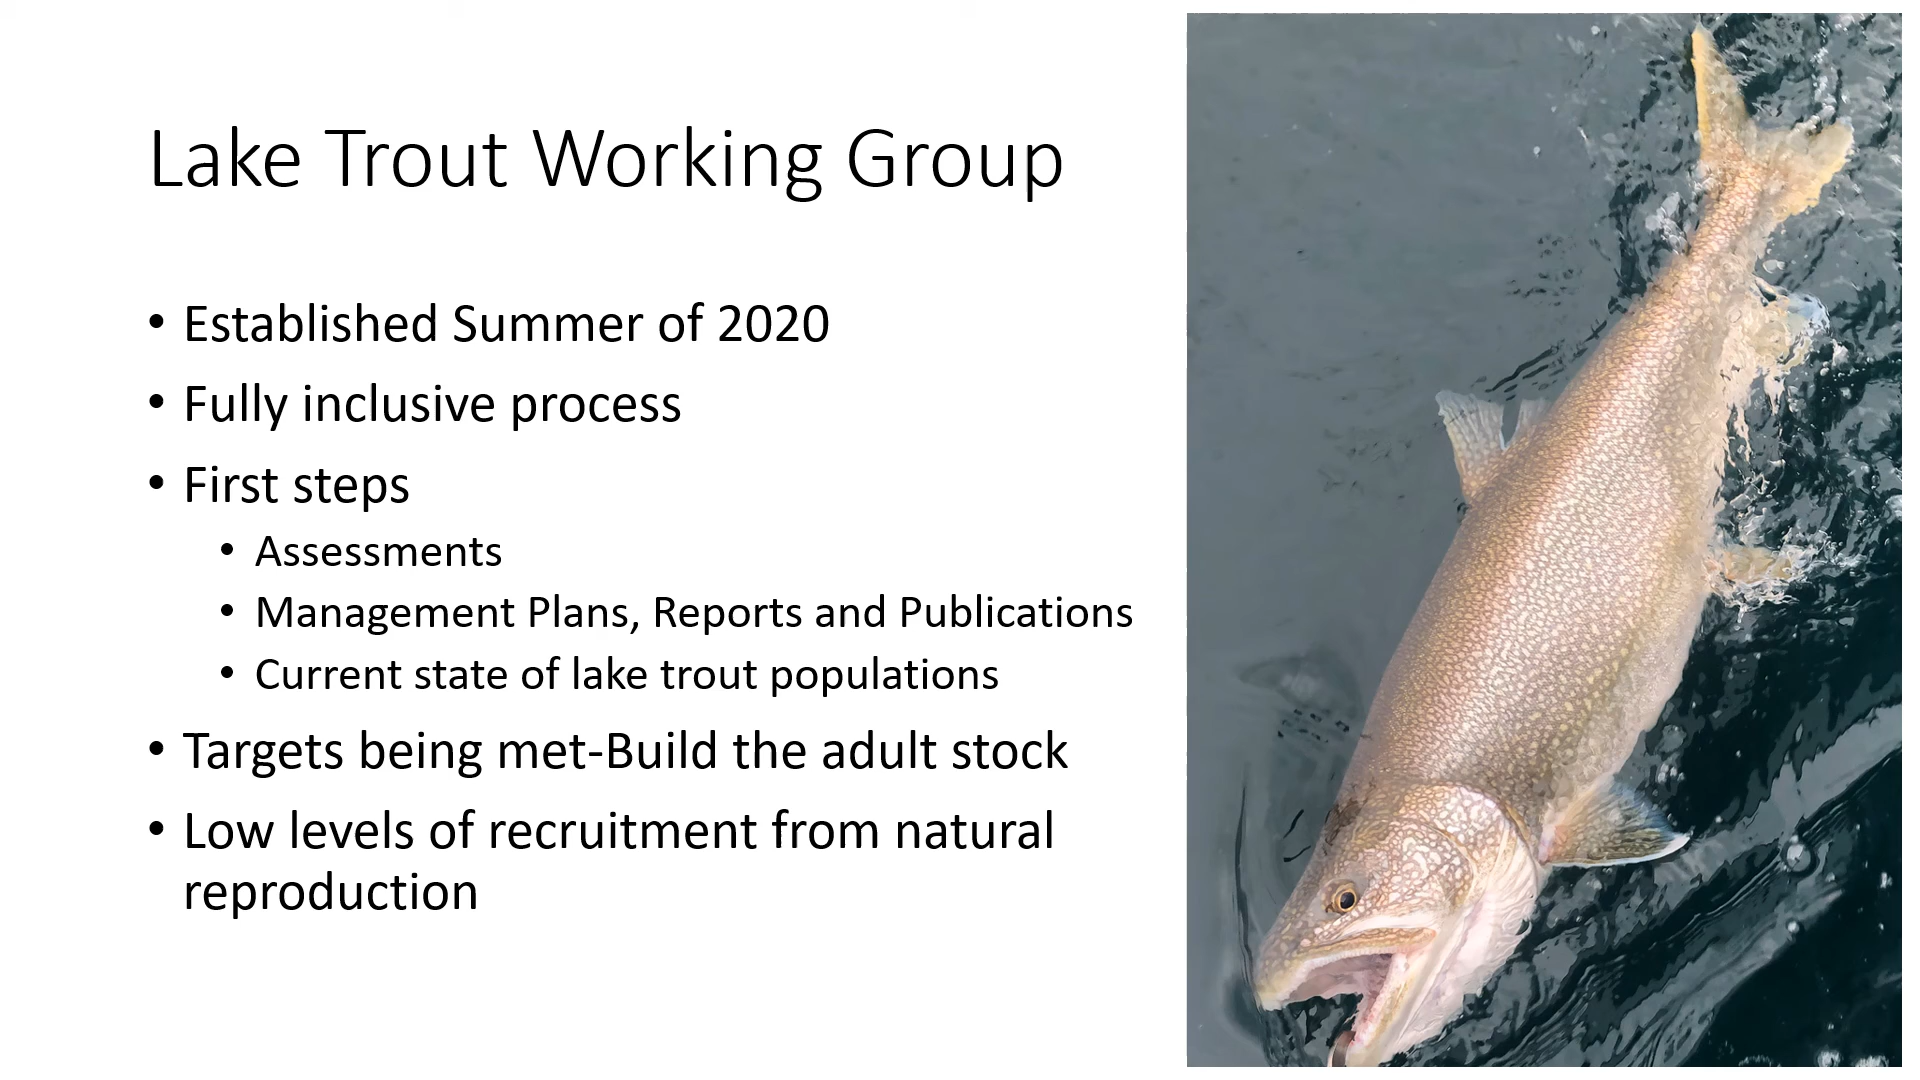 Lake Trout Working Group
• Established Summer of 2020
• Fully inclusive process
• First steps
• Assessments
• Management Plans, Reports and Publications
• Current state of lake trout populations
• Targets being met-Build the adult stock
• Low levels of recruitment from natural
reproduction